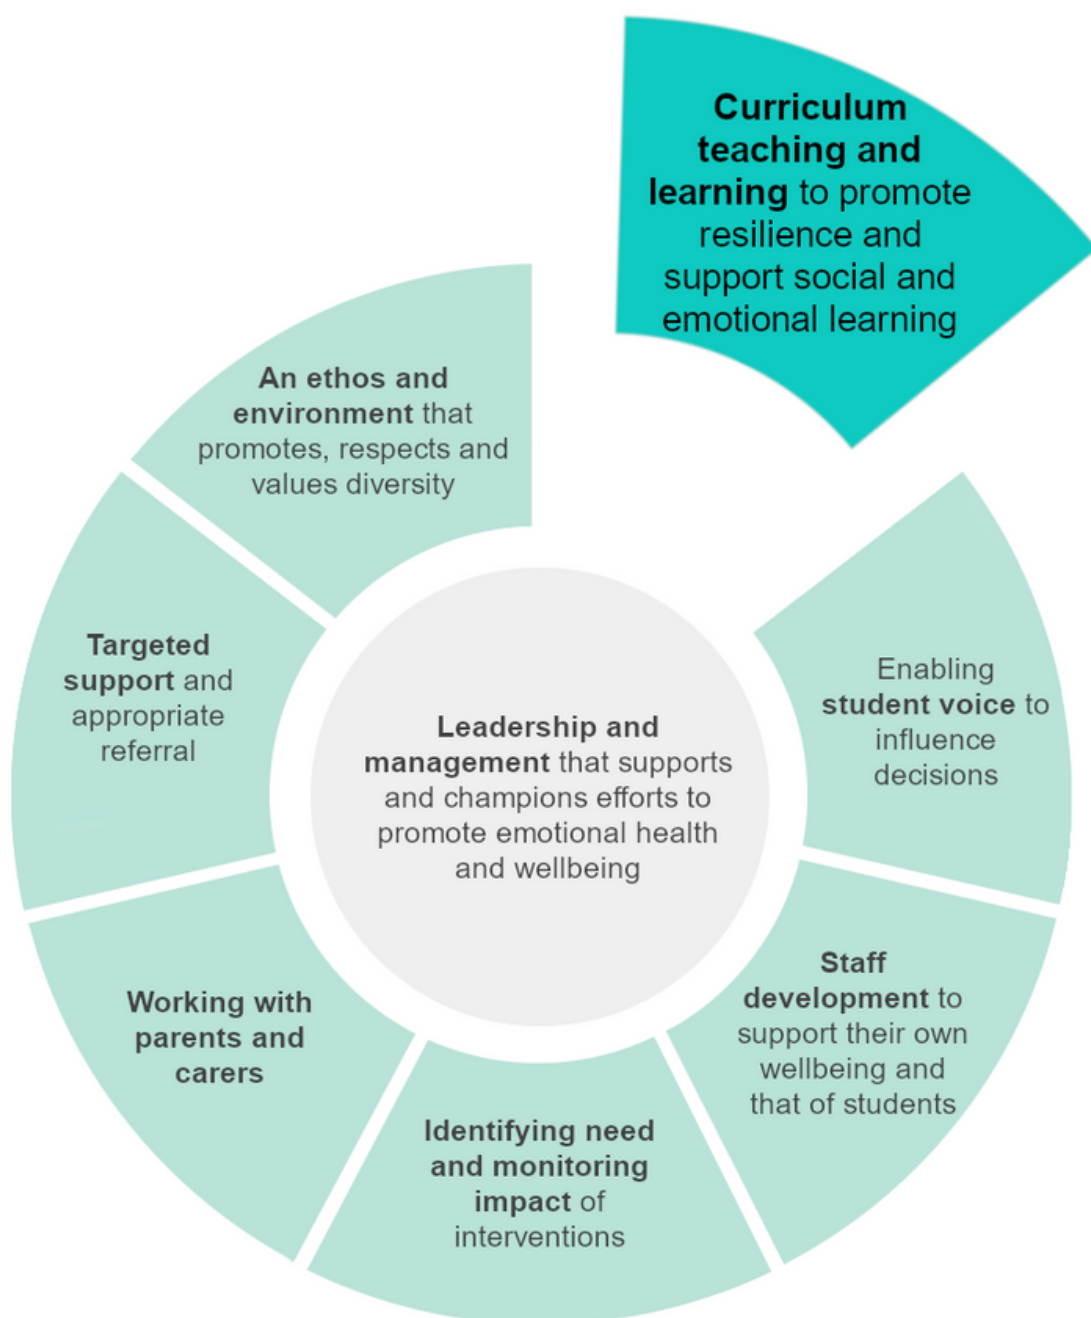 Curriculum
teaching and
learning to promote
resilience and
support social and
emotional learning
An ethos and
environment that
promotes, respects and
values diversity
Targeted
support and
appropriate
referral
Leadership and
management that supports
and champions efforts to
promote emotional health
and wellbeing
Enabling
student voice to
influence
decisions
Working with
parents and
carers
Staff
development to
support their own
wellbeing and
that of students
Identifying need
and monitoring
impact of
interventions